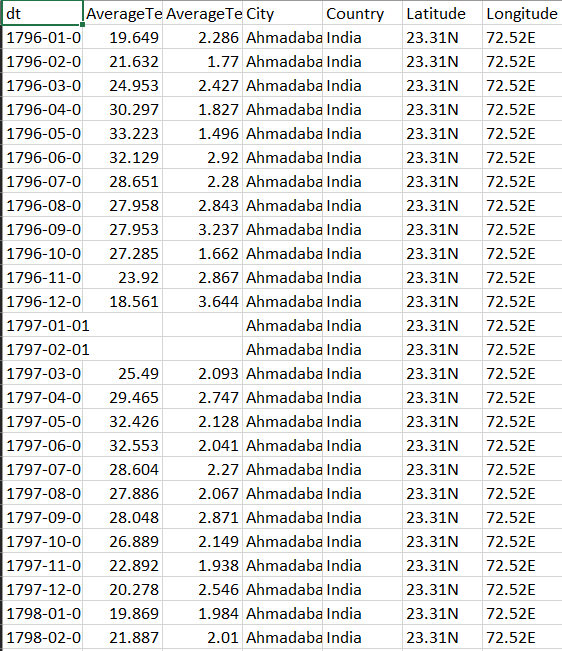 dt AverageTe AverageTe City Country Latitude Longitude
1796-01-0 19.649 2.286 Ahmadaba India 23.31N 72.52E
1796-02-0 21.632 1.77 Ahmadaba India 23.31N 72.52E
1796-03-0 24.953 2.427 Ahmadaba India 23.31N 72.52E
1796-04-0 30.297 1.827 Ahmadaba India 23.31N 72.52E
1796-05-0 33.223 1.496 Ahmadaba India 23.31N 72.52E
1796-06-0 32.129 2.92 Ahmadaba India 23.31N 72.52E
1796-07-0 28.651 2.28 Ahmadaba India 23.31N 72.52E
1796-08-0 27.958 2.843 Ahmadaba India 23.31N 72.52E
1796-09-0 27.953 3.237 Ahmadaba India 23.31N 72.52E
1796-10-0 27.285 1.662 Ahmadaba India 23.31N 72.52E
1796-11-0 23.92 2.867 Ahmadaba India 23.31N 72.52E
1796-12-0 18.561 3.644 Ahmadaba India 23.31N 72.52E
1797-01-01 Ahmadaba India 23.31N 72.52E
1797-02-01 Ahmadaba India 23.31N 72.52E
1797-03-0 25.49 2.093 Ahmadaba India 23.31N 72.52E
1797-04-0 29.465 2.747 Ahmadaba India 23.31N 72.52E
1797-05-0 32.426 2.128 Ahmadaba India 23.31N 72.52E
1797-06-0 32.553 2.041 Ahmadaba India 23.31N 72.52E
1797-07-0 28.604 2.27 Ahmadaba India 23.31N 72.52E
1797-08-0 27.886 2.067 Ahmadaba India 23.31N 72.52E
1797-09-0 28.048 2.871 Ahmadaba India 23.31N 72.52E
1797-10-0 26.889 2.149 Ahmadaba India 23.31N 72.52E
1797-11-0 22.892 1.938 Ahmadaba India 23.31N 72.52E
1797-12-0 20.278 2.546 Ahmadaba India 23.31N 72.52E
1798-01-0 19.869 1.984 Ahmadaba India 23.31N 72.52E
1798-02-0 21.887 2.01 Ahmadaba India 23.31N 72.52E